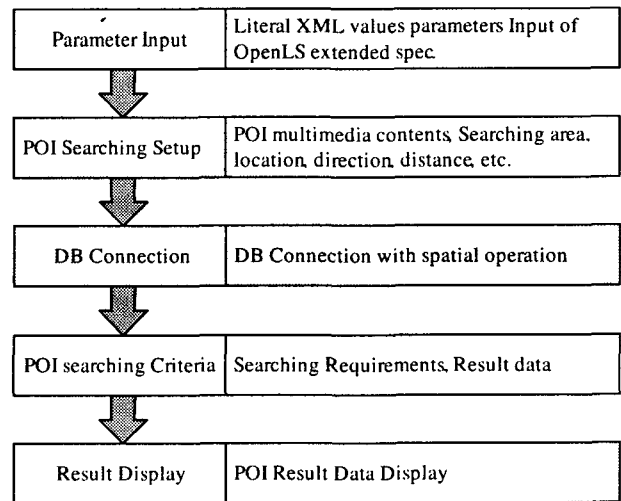 Parameter Input
Literal XML values parameters Input of
OpenLS extended spec.
POI Searching Setup
POI multimedia contents, Searching area,
location, direction, distance, etc.
DB Connection
DB Connection with spatial operation
POI searching Criteria
Searching Requirements, Result data
Result Display
POI Result Data Display